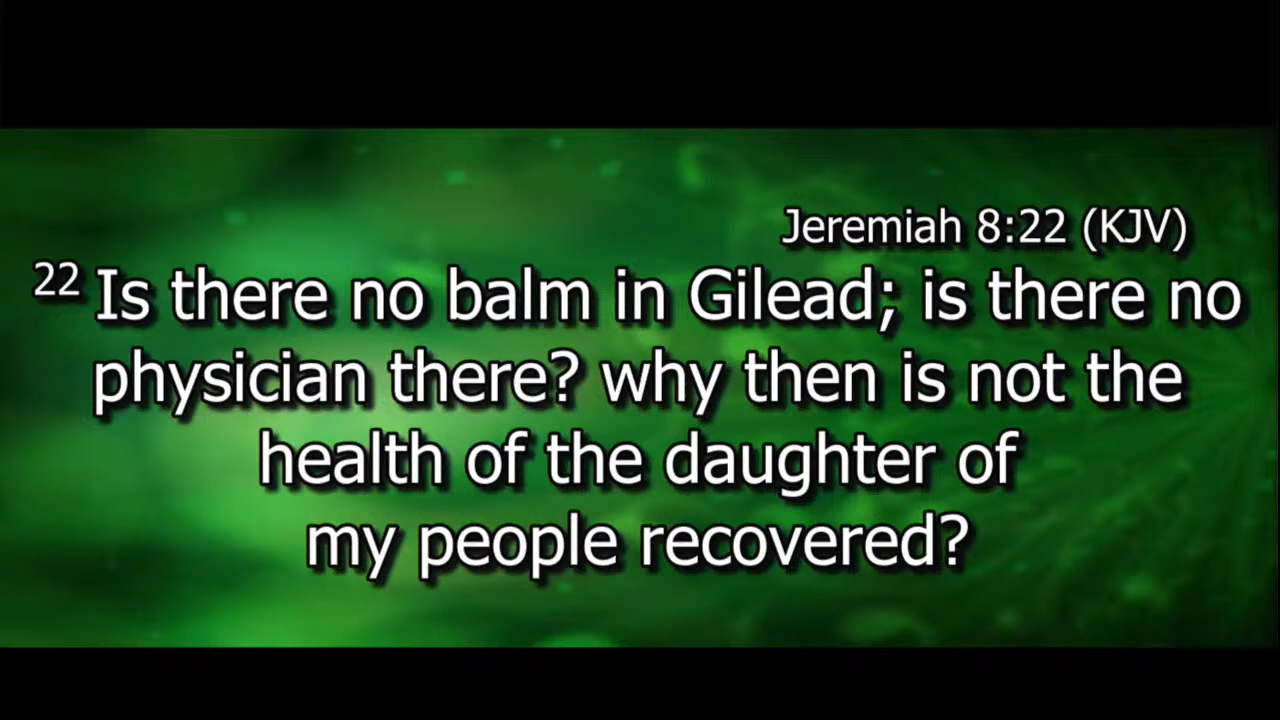 Jeremiah 8:22 (KJV)
22 Is there no balm in Gilead; is there no
physician there? why then is not the
health of the daughter of
my people recovered?